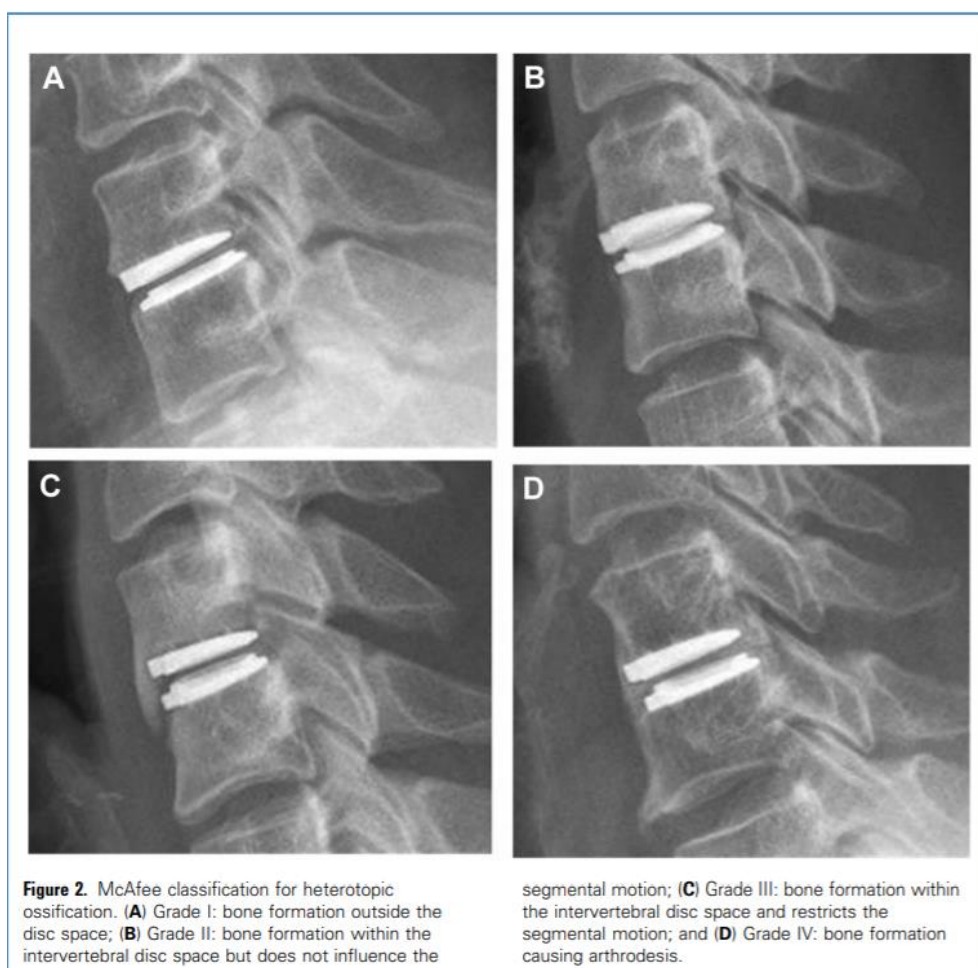 A
B
C
D
Figure 2. McAfee classification for heterotopic
ossification. (A) Grade I: bone formation outside the
disc space; (B) Grade II: bone formation within the
intervertebral disc space but does not influence the
segmental motion; (C) Grade III: bone formation within
the intervertebral disc space and restricts the
segmental motion; and (D) Grade IV: bone formation
causing arthrodesis.